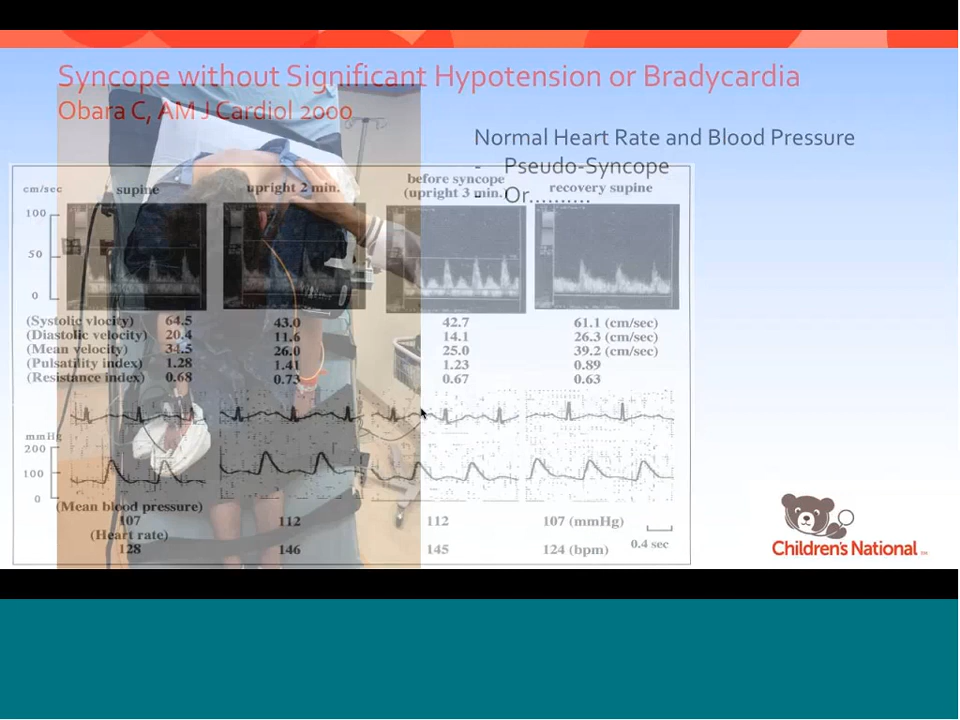 Syncope without Significant Hypotension or Bradycardia
Obara C, AM J Cardiol 2000
Normal Heart Rate and Blood Pressure
- Pseudo-Syncope
- Or..........
cm/sec supine upright 2 min. before syncope (upright 3 min.) recovery supine
100
50
0
(Systolic vlocity) 64.5 43.0 42.7 61.1 (cm/sec)
(Diastolic velocity) 20.4 11.6 14.1 26.3 (cm/sec)
(Mean velocity) 34.5 26.0 25.0 39.2 (cm/sec)
(Pulsatility index) 1.28 1.41 1.23 0.89
(Resistance index) 0.68 0.73 0.67 0.63
mmHg
200
100
0
(Mean blood pressure)
107 112 112 107 (mmHg)
(Heart rate)
128 146 145 124 (bpm) 0.4 sec
Children's National